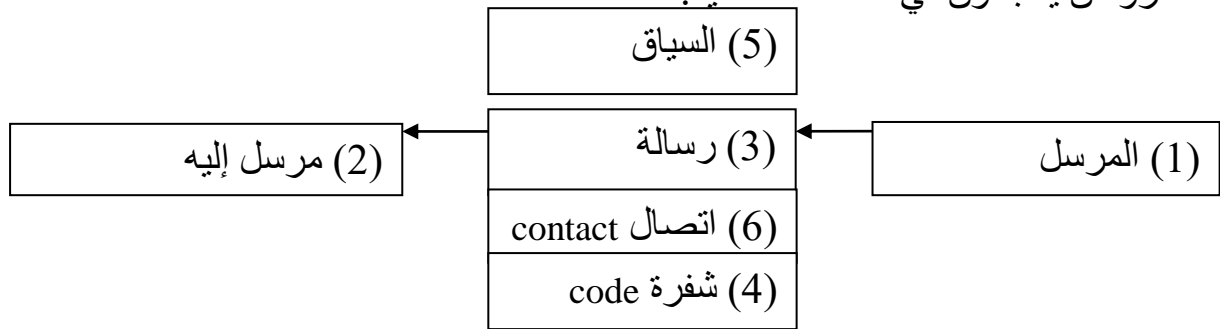 (5) السياق
(1) المرسل
(3) رسالة
(2) مرسل إليه
(6) اتصال contact
(4) شفرة code